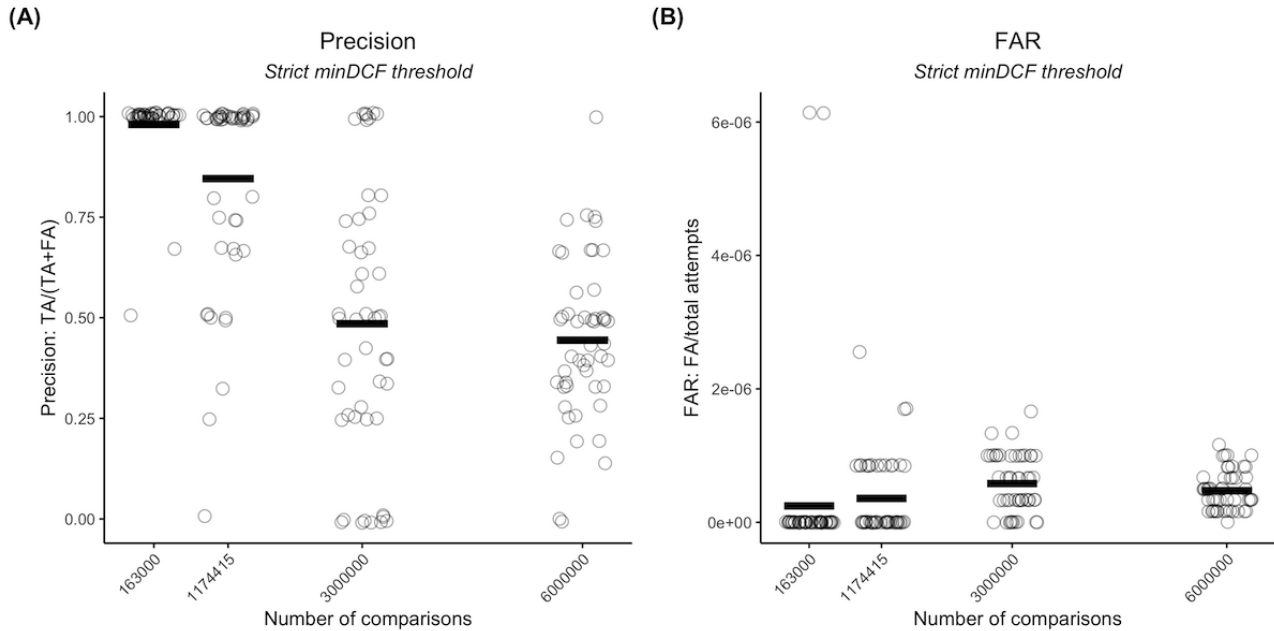 (A)
Precision
Strict minDCF threshold
Precision: TA/(TA+FA)
1.00
0.75
0.50
0.25
0.00
163000
1174415
3000000
6000000
Number of comparisons
(B)
FAR
Strict minDCF threshold
FAR: FA/total attempts
6e-06
4e-06
2e-06
0e+00
163000
1174415
3000000
6000000
Number of comparisons